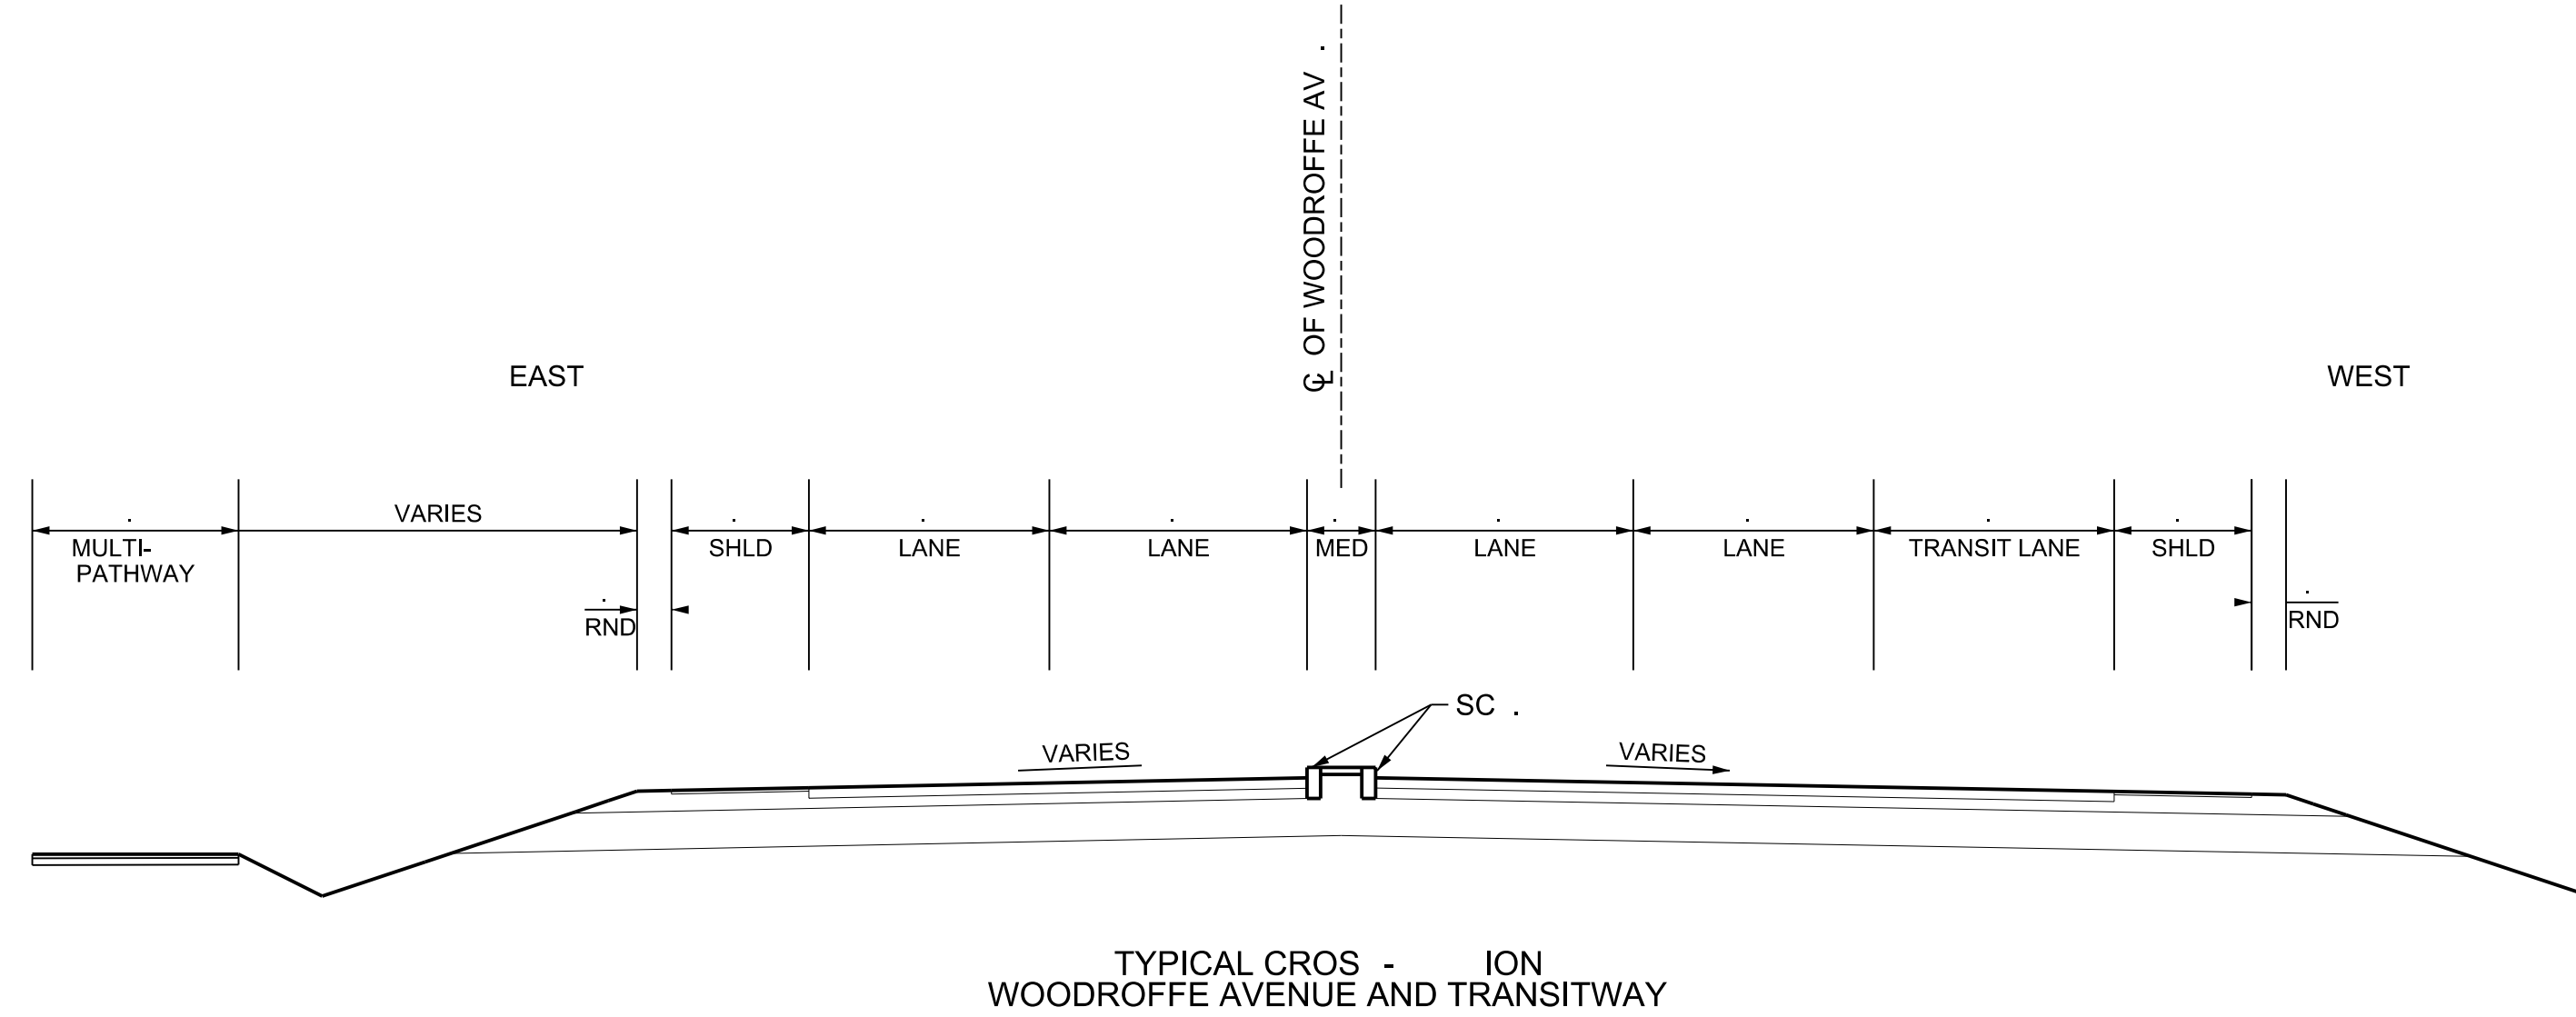 ℄ OF WOODROFFE AV .
EAST
WEST
VARIES
MULTI-
PATHWAY
SHLD
LANE
LANE
MED
LANE
LANE
TRANSIT LANE
SHLD
RND
RND
SC .
VARIES
VARIES
TYPICAL CROS - ION
WOODROFFE AVENUE AND TRANSITWAY